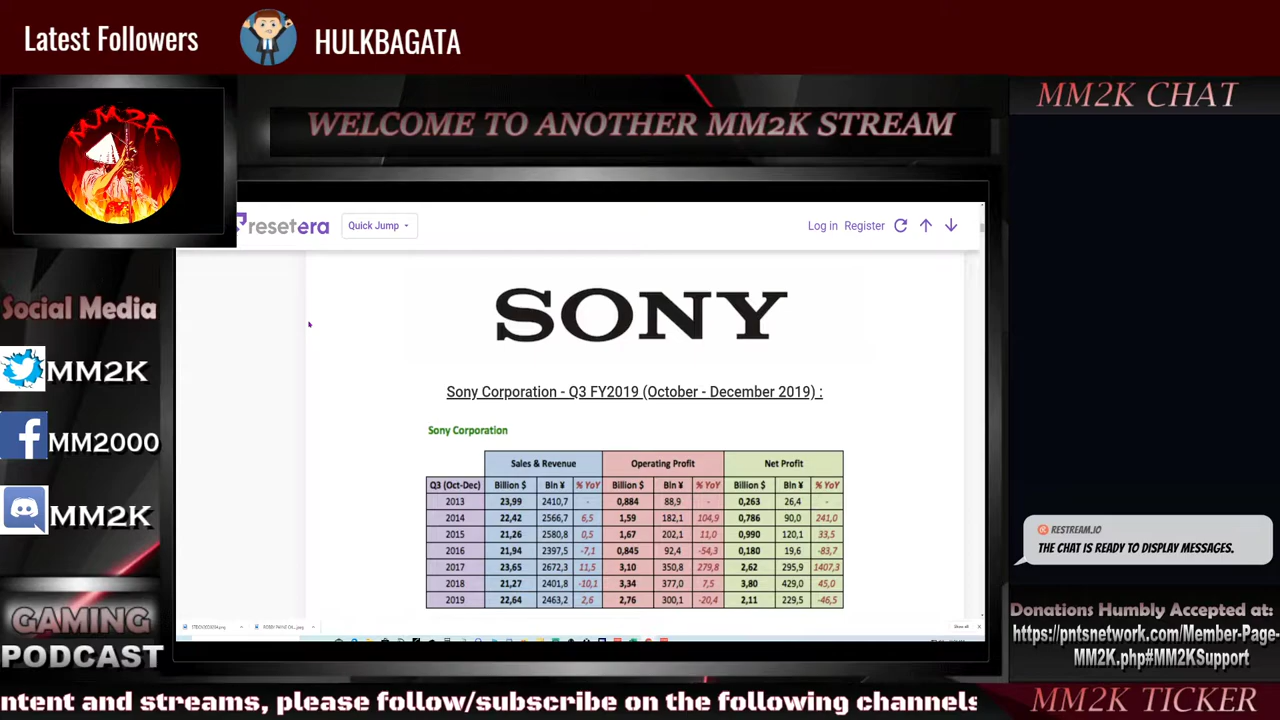 Latest Followers
HULKBAGATA
MM2K
WELCOME TO ANOTHER MM2K STREAM
MM2K CHAT
resetera
Quick Jump
Log in Register
SONY
Sony Corporation - Q3 FY2019 (October - December 2019) :
Sony Corporation
Sales & Revenue Operating Profit Net Profit
Q3 (Oct-Dec) Billion $ Bln ¥ % YoY Billion $ Bln ¥ % YoY Billion $ Bln ¥ % YoY
2013 23,99 2410,7 - 0,884 88,9 - 0,263 26,4 -
2014 22,42 2566,7 6,5 1,59 182,1 104,9 0,786 90,0 241,0
2015 21,26 2580,8 0,5 1,67 202,1 11,0 0,990 120,1 33,5
2016 21,94 2397,5 -7,1 0,845 92,4 -54,3 0,180 19,6 -83,7
2017 23,65 2672,3 11,5 3,10 350,8 279,8 2,62 295,9 1407,3
2018 21,27 2401,8 -10,1 3,34 377,0 7,5 3,80 429,0 45,0
2019 22,64 2463,2 2,6 2,76 300,1 -20,4 2,11 229,5 -46,5
Show all
Social Media
MM2K
MM2000
MM2K
GAMING
PODCAST
RESTREAM.IO
THE CHAT IS READY TO DISPLAY MESSAGES.
Donations Humbly Accepted at:
https://pntsnetwork.com/Member-Page-
MM2K.php#MM2KSupport
ntent and streams, please follow/subscribe on the following channels
MM2K TICKER